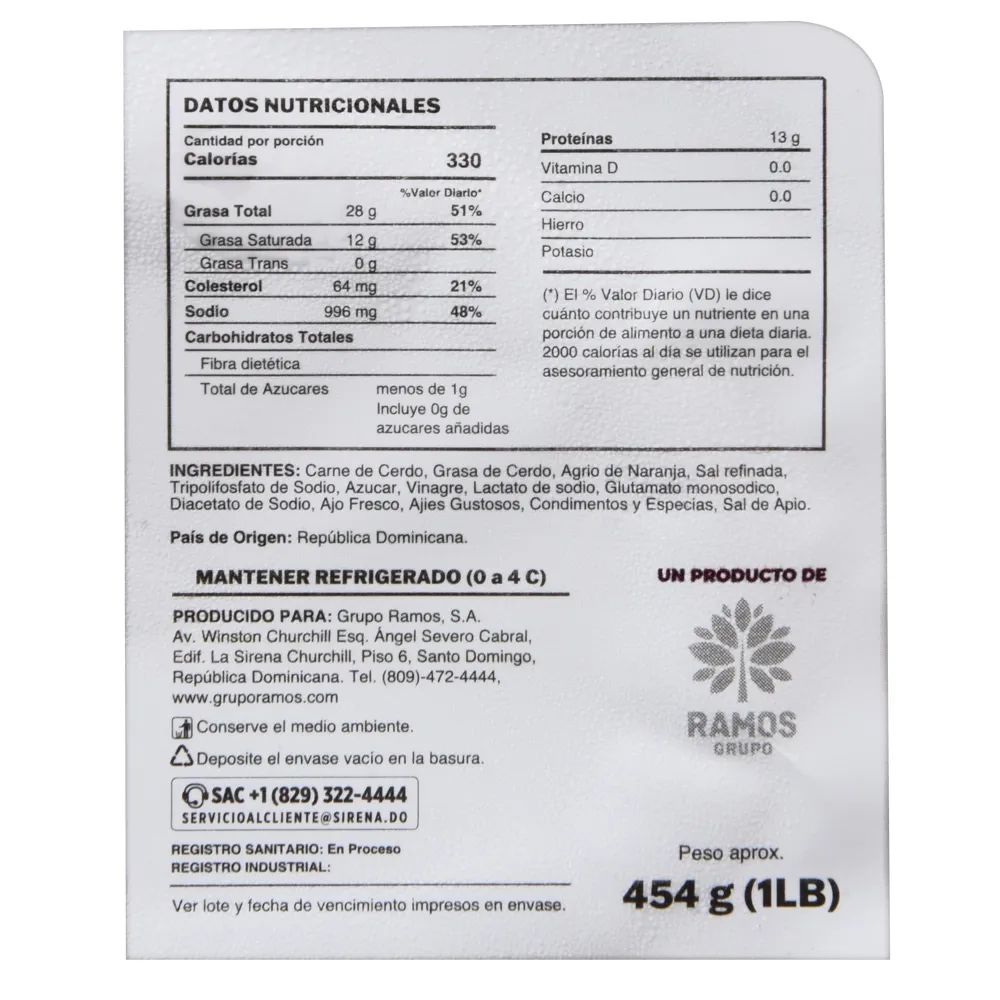 DATOS NUTRICIONALES
Cantidad por porción
Calorías 330
%Valor Diario*
Grasa Total 28 g 51%
Grasa Saturada 12 g 53%
Grasa Trans 0 g
Colesterol 64 mg 21%
Sodio 996 mg 48%
Carbohidratos Totales
Fibra dietética
Total de Azucares menos de 1g
Incluye 0g de
azucares añadidas
Proteínas 13 g
Vitamina D 0.0
Calcio 0.0
Hierro
Potasio
(*) El % Valor Diario (VD) le dice
cuánto contribuye un nutriente en una
porción de alimento a una dieta diaria.
2000 calorias al día se utilizan para el
asesoramiento general de nutrición.
INGREDIENTES: Carne de Cerdo, Grasa de Cerdo, Agrio de Naranja, Sal refinada,
Tripolifosfato de Sodio, Azucar, Vinagre, Lactato de sodio, Glutamato monosodico,
Diacetato de Sodio, Ajo Fresco, Ajies Gustosos, Condimentos y Especias, Sal de Apio.
País de Origen: República Dominicana.
MANTENER REFRIGERADO (0 a 4 C)
PRODUCIDO PARA: Grupo Ramos, S.A.
Av. Winston Churchill Esq. Ángel Severo Cabral,
Edif. La Sirena Churchill, Piso 6, Santo Domingo,
República Dominicana. Tel. (809)-472-4444,
www.gruporamos.com
Conserve el medio ambiente.
Deposite el envase vacio en la basura.
SAC +1 (829) 322-4444
SERVICIOALCLIENTE@SIRENA.DO
REGISTRO SANITARIO: En Proceso
REGISTRO INDUSTRIAL:
Ver lote y fecha de vencimiento impresos en envase.
UN PRODUCTO DE
RAMOS
GRUPO
Peso aprox.
454 g (1LB)